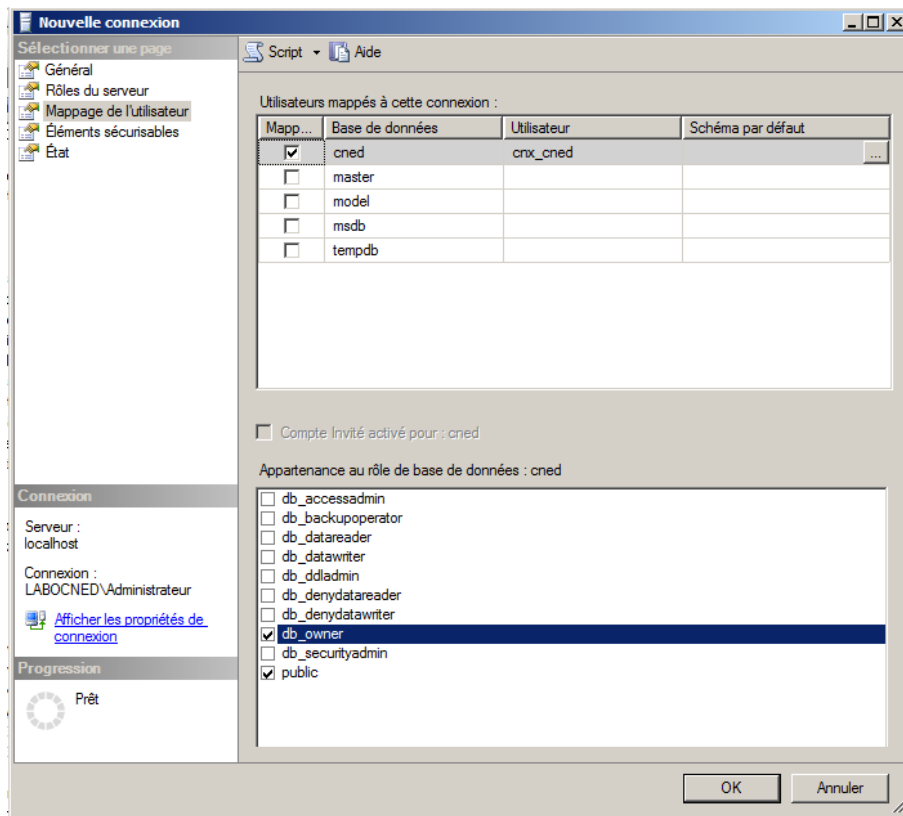 Nouvelle connexion
Sélectionner une page
Général
Rôles du serveur
Mappage de l'utilisateur
Éléments sécurisables
État
Script
Aide
Utilisateurs mappés à cette connexion :
Mapp... Base de données Utilisateur Schéma par défaut
cned cnx_cned ...
master
model
msdb
tempdb
Compte Invité activé pour : cned
Appartenance au rôle de base de données : cned
db_accessadmin
db_backupoperator
db_datareader
db_datawriter
db_ddladmin
db_denydatareader
db_denydatawriter
db_owner
db_securityadmin
public
Connexion
Serveur :
localhost
Connexion :
LABOCNED\Administrateur
Afficher les propriétés de
connexion
Progression
Prêt
OK Annuler